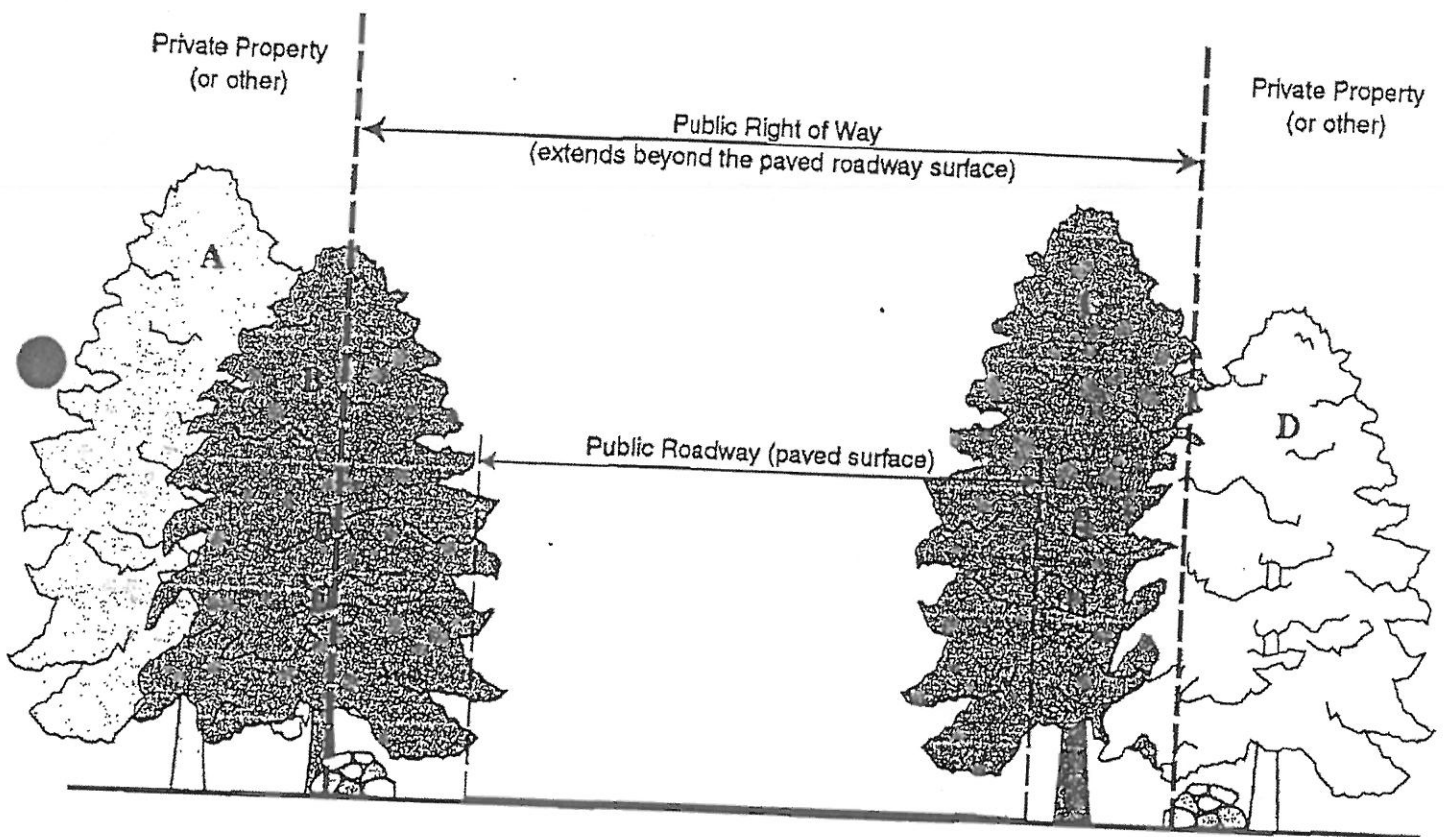 Private Property
(or other)
Private Property
(or other)
Public Right of Way
(extends beyond the paved roadway surface)
A
B
C
D
Public Roadway (paved surface)